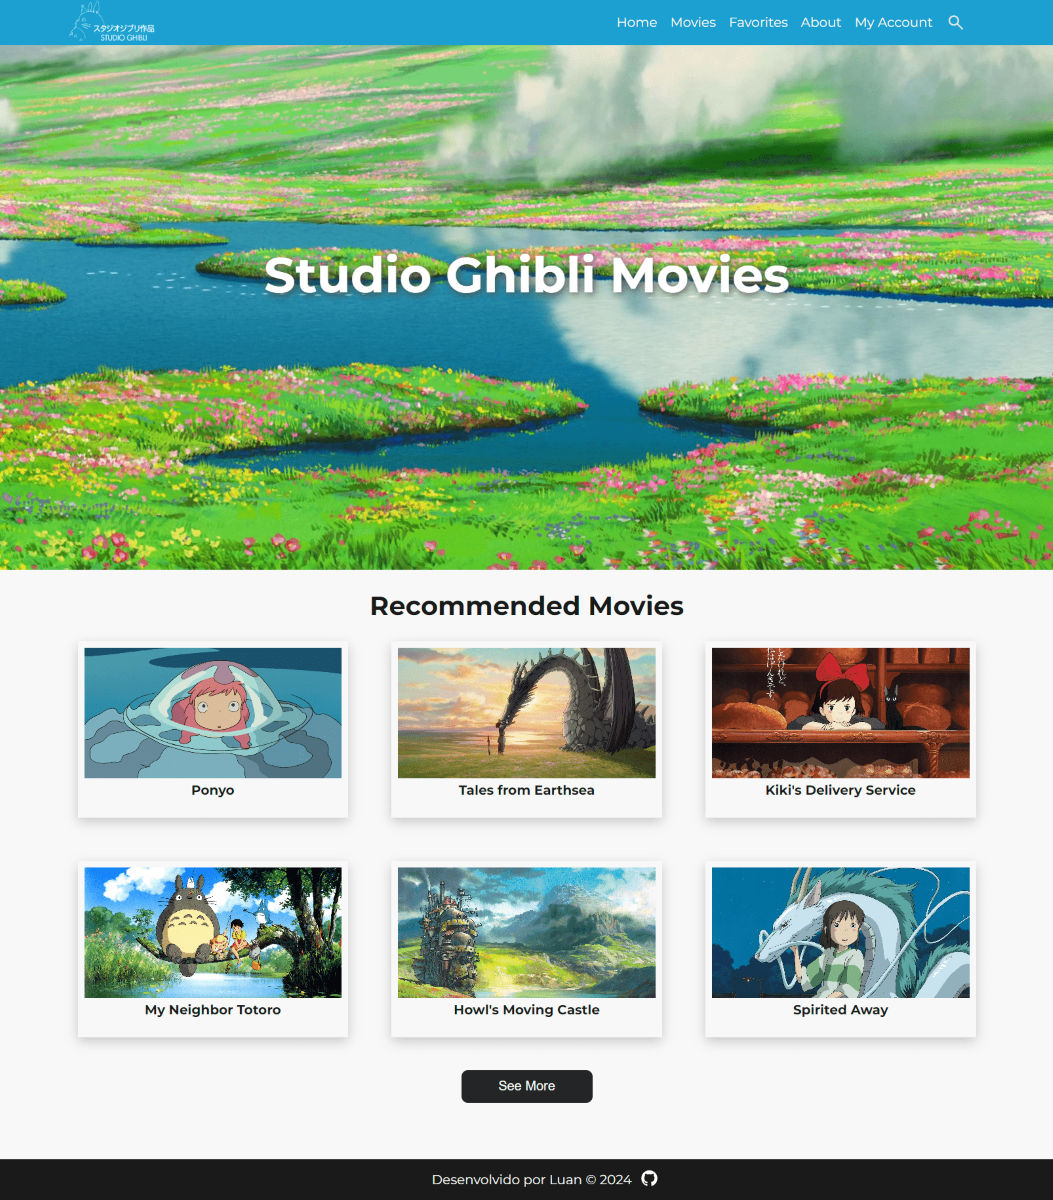 スタジオジブリ作品
STUDIO GHIBLI
Home Movies Favorites About My Account
Studio Ghibli Movies
Recommended Movies
Ponyo
Tales from Earthsea
Kiki's Delivery Service
My Neighbor Totoro
Howl's Moving Castle
Spirited Away
See More
Desenvolvido por Luan © 2024